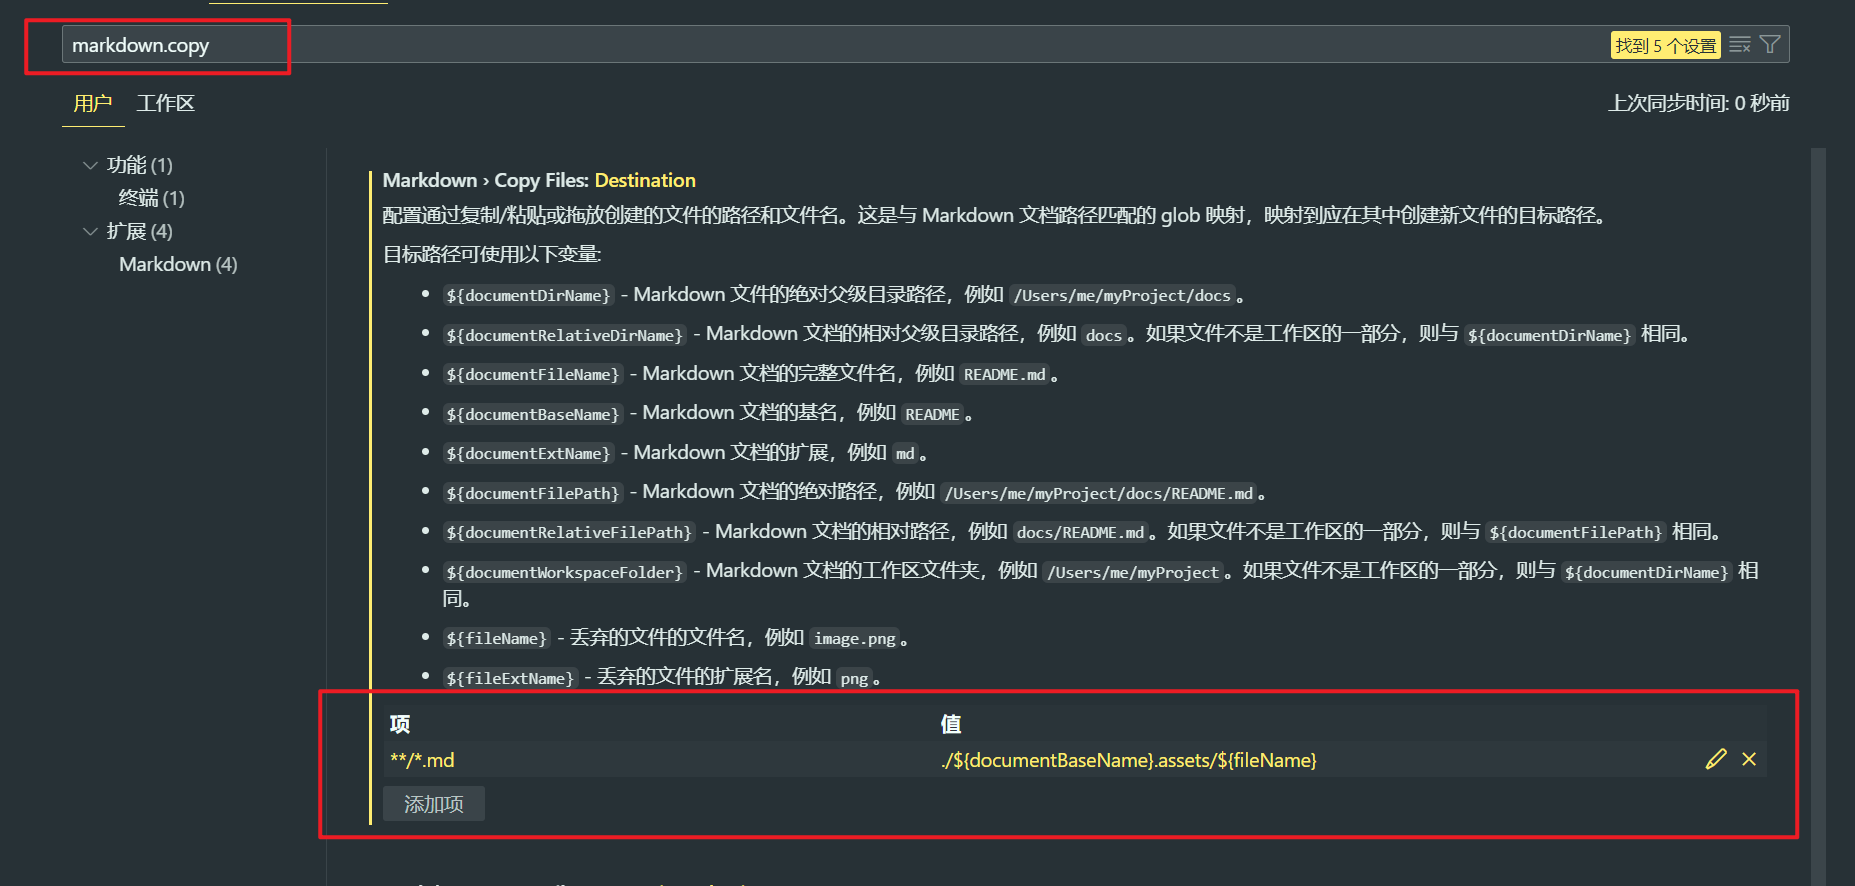 markdown.copy
找到 5 个设置
用户 工作区
上次同步时间: 0 秒前
功能 (1)
终端 (1)
扩展 (4)
Markdown (4)
Markdown › Copy Files: Destination
配置通过复制/粘贴或拖放创建的文件的路径和文件名。这是与 Markdown 文档路径匹配的 glob 映射，映射到应在其中创建新文件的目标路径。
目标路径可使用以下变量:
• ${documentDirName} - Markdown 文件的绝对父级目录路径，例如 /Users/me/myProject/docs。
• ${documentRelativeDirName} - Markdown 文档的相对父级目录路径，例如 docs。如果文件不是工作区的一部分，则与 ${documentDirName} 相同。
• ${documentFileName} - Markdown 文档的完整文件名，例如 README.md。
• ${documentBaseName} - Markdown 文档的基名，例如 README。
• ${documentExtName} - Markdown 文档的扩展，例如 md。
• ${documentFilePath} - Markdown 文档的绝对路径，例如 /Users/me/myProject/docs/README.md。
• ${documentRelativeFilePath} - Markdown 文档的相对路径，例如 docs/README.md。如果文件不是工作区的一部分，则与 ${documentFilePath} 相同。
• ${documentWorkspaceFolder} - Markdown 文档的工作区文件夹，例如 /Users/me/myProject。如果文件不是工作区的一部分，则与 ${documentDirName} 相
同。
• ${fileName} - 丢弃的文件的文件名，例如 image.png。
• ${fileExtName} - 丢弃的文件的扩展名，例如 png。
项 值
**/*.md ./${documentBaseName}.assets/${fileName}
添加项